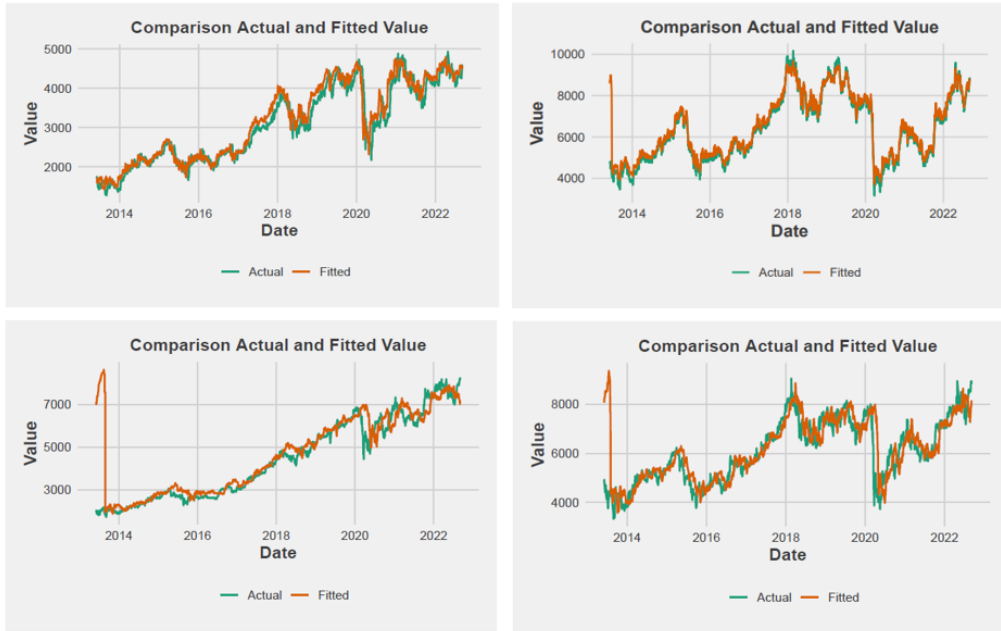 Comparison Actual and Fitted Value
5000
4000
3000
2000
Value
2014 2016 2018 2020 2022
Date
Actual Fitted
Comparison Actual and Fitted Value
10000
8000
6000
4000
Value
2014 2016 2018 2020 2022
Date
Actual Fitted
Comparison Actual and Fitted Value
7000
5000
3000
Value
2014 2016 2018 2020 2022
Date
Actual Fitted
Comparison Actual and Fitted Value
8000
6000
4000
Value
2014 2016 2018 2020 2022
Date
Actual Fitted